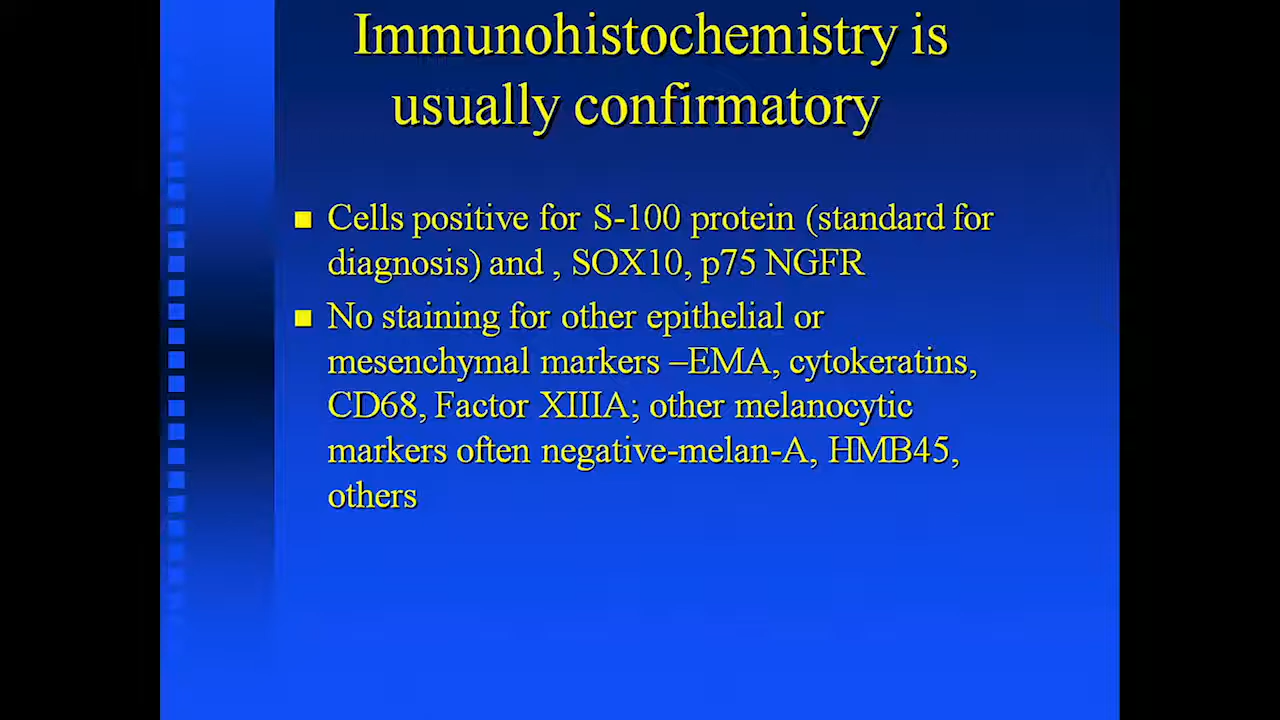 Immunohistochemistry is
usually confirmatory
Cells positive for S-100 protein (standard for
diagnosis) and , SOX10, p75 NGFR
No staining for other epithelial or
mesenchymal markers –EMA, cytokeratins,
CD68, Factor XIIIA; other melanocytic
markers often negative-melan-A, HMB45,
others